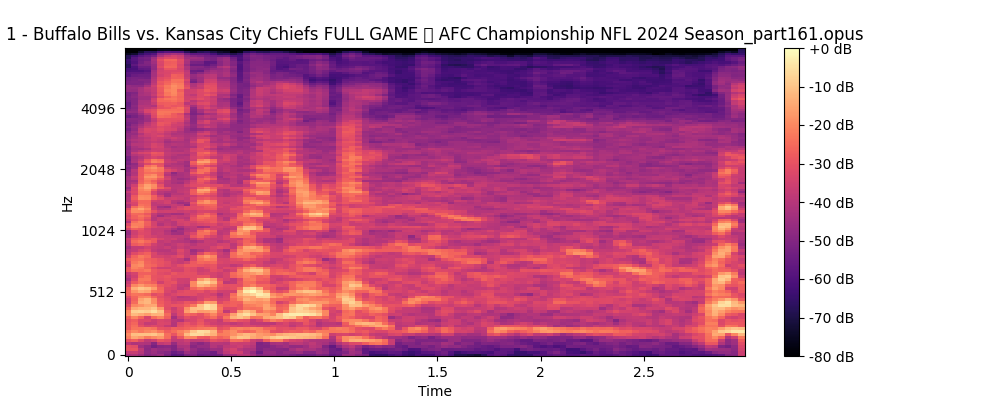 1 - Buffalo Bills vs. Kansas City Chiefs FULL GAME ▯ AFC Championship NFL 2024 Season_part161.opus
+0 dB
-10 dB
-20 dB
-30 dB
-40 dB
-50 dB
-60 dB
-70 dB
-80 dB
4096
2048
1024
512
0
Hz
0
0.5
1
1.5
2
2.5
Time